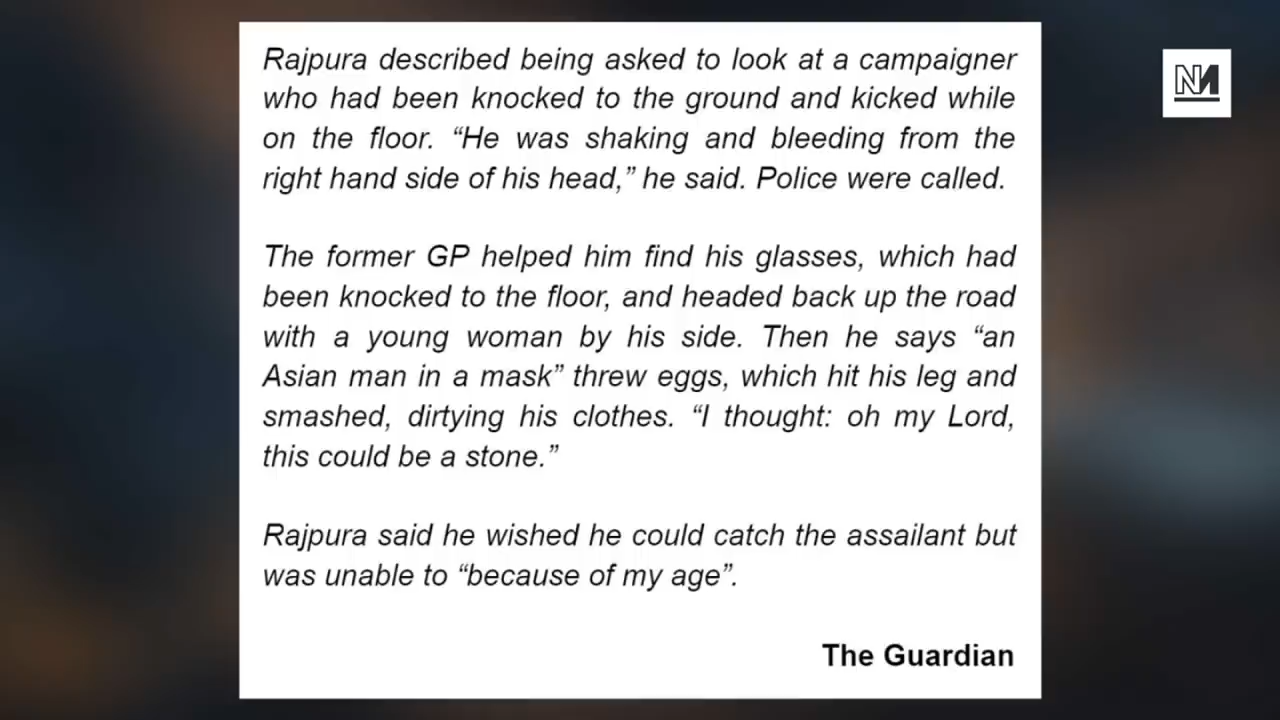 Rajpura described being asked to look at a campaigner
who had been knocked to the ground and kicked while
on the floor. “He was shaking and bleeding from the
right hand side of his head,” he said. Police were called.
The former GP helped him find his glasses, which had
been knocked to the floor, and headed back up the road
with a young woman by his side. Then he says “an
Asian man in a mask” threw eggs, which hit his leg and
smashed, dirtying his clothes. “I thought: oh my Lord,
this could be a stone.”
Rajpura said he wished he could catch the assailant but
was unable to “because of my age”.
The Guardian
NM